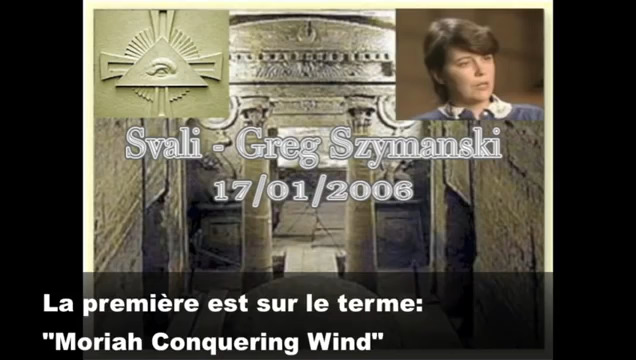 Svali - Greg Szymanski
17/01/2006
La première est sur le terme:
"Moriah Conquering Wind"